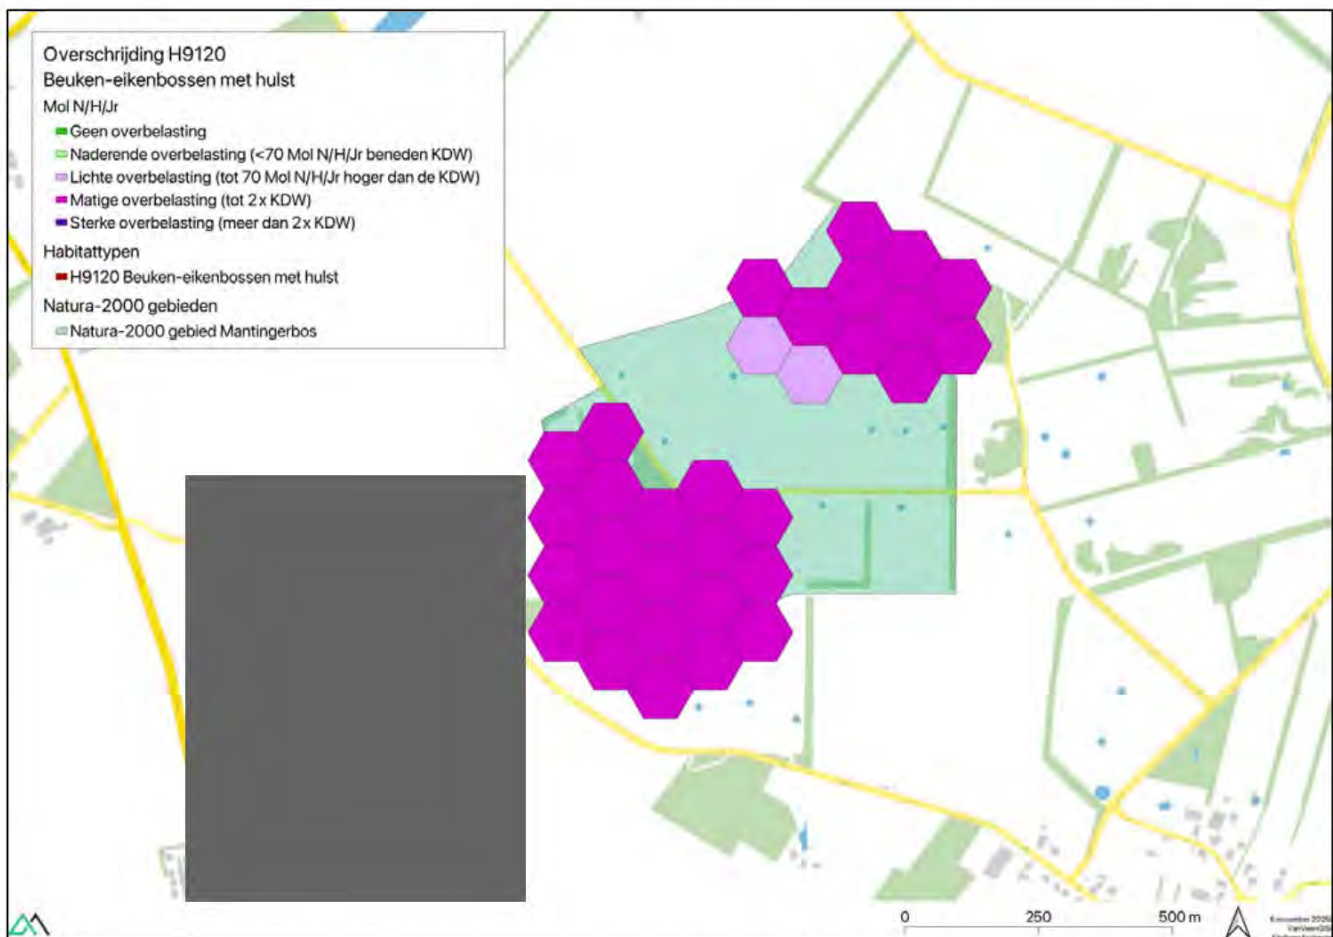 Overschrijding H9120
Beuken-eikenbossen met hulst
Mol N/H/Jr
Geen overbelasting
Naderende overbelasting (<70 Mol N/H/Jr beneden KDW)
Lichte overbelasting (tot 70 Mol N/H/Jr hoger dan de KDW)
Matige overbelasting (tot 2x KDW)
Sterke overbelasting (meer dan 2x KDW)
Habitattypen
H9120 Beuken-eikenbossen met hulst
Natura-2000 gebieden
Natura-2000 gebied Mantingerbos
0 250 500 m